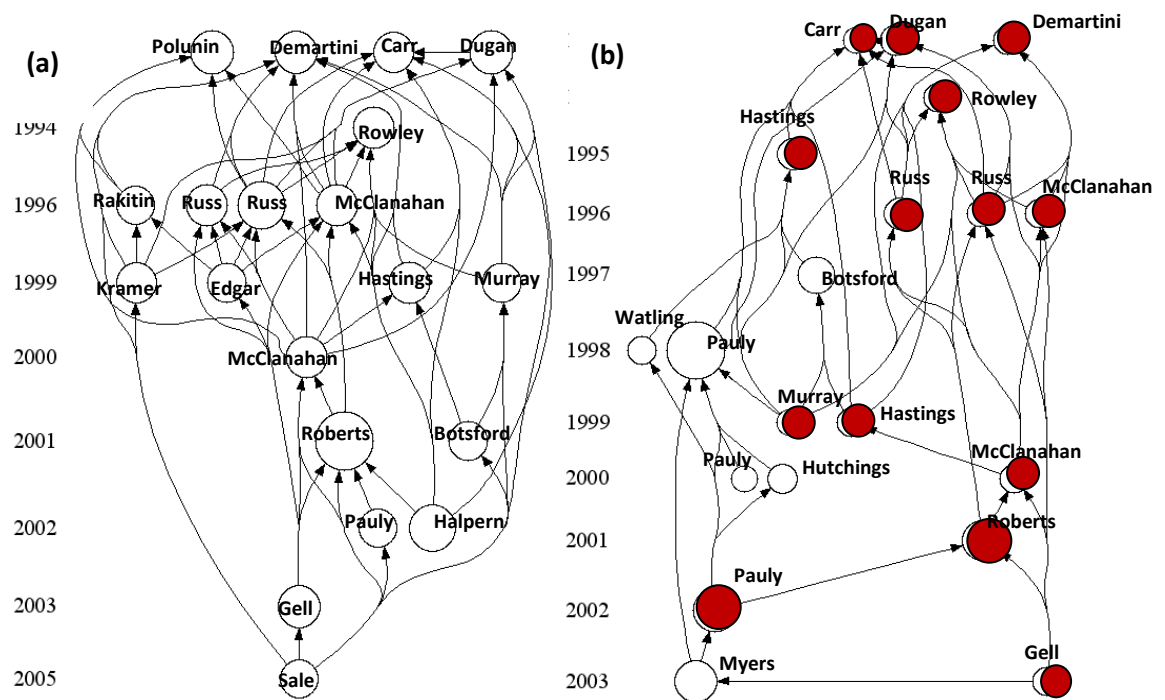 (a)
Polunin Demartini Carr Dugan
1994
Rowley
1996
Rakitin Russ Russ McClanahan
1999
Kramer Edgar Hastings Murray
2000
McClanahan
2001
Roberts Botsford
2002
Pauly Halpern
2003
Gell
2005
Sale
(b)
Carr Dugan Demartini
Rowley
Hastings
1995
Russ Russ McClanahan
1996
1997
Botsford
Watling
1998
Pauly
Murray Hastings
1999
McClanahan
Pauly Hutchings
2000
Roberts
2001
Pauly
2002
Myers Gell
2003